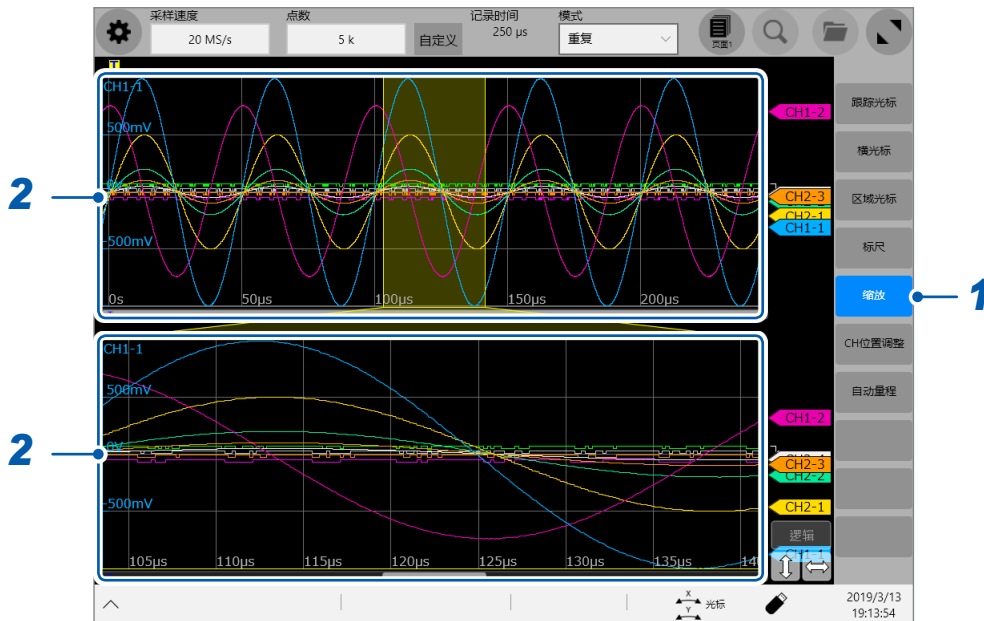 采样速度
点数
记录时间
模式
20 MS/s
5 k
自定义
250 μs
重复
页面1
T
CH1-1
500mV
0V
-500mV
0s
50μs
100μs
150μs
200μs
CH1-2
CH2-3
CH2-1
CH1-1
2
跟踪光标
横光标
区域光标
标尺
缩放
1
CH位置调整
自动量程
CH1-1
500mV
0V
-500mV
105μs
110μs
115μs
120μs
125μs
130μs
135μs
14
2
CH1-2
CH2-3
CH2-2
CH2-1
逻辑
CH1-1
X
Y
光标
2019/3/13
19:13:54